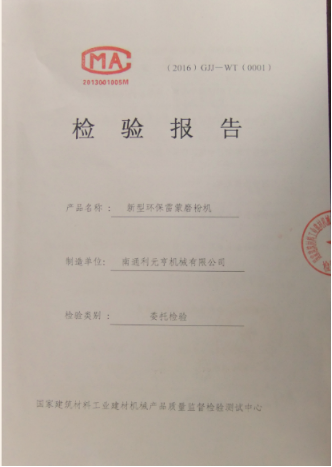 MA
2013001605M
(2016)GJJ—WT(0001)
检验报告
产品名称: 新型环保雷蒙磨粉机
制造单位: 南通利元亨机械有限公司
检验类别: 委托检验
国家建筑材料工业建材机械产品质量监督检验测试中心